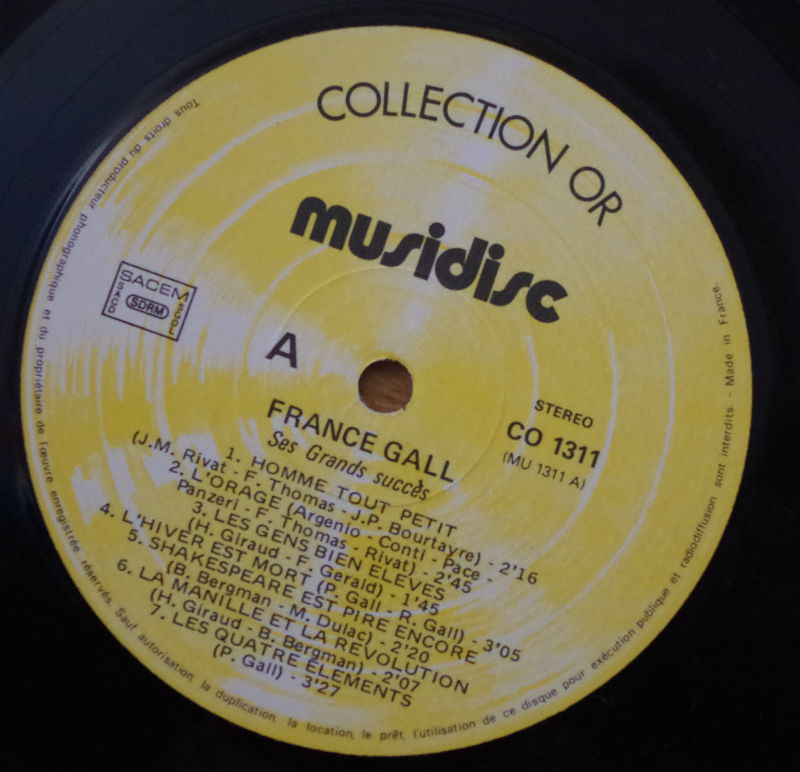 COLLECTION OR
musidisc
SACEM
SACD
SDRM
SGDL
A
STEREO
CO 1311
(MU 1311 A)
FRANCE GALL
Ses Grands succès
1. HOMME TOUT PETIT
(J.M. Rivat - F. Thomas - J.P. Bourtayre) - 2'16
2. L'ORAGE (Argenio - Conti - Pace -
Panzeri - F. Thomas - Rivat) - 2'45
3. LES GENS BIEN ELEVES
(H. Giraud - F. Gerald) - 1'45
4. L'HIVER EST MORT (P. Gall - R. Gall) - 3'05
5. SHAKESPEARE EST PIRE ENCORE
(B. Bergman - M. Dulac) - 2'20
6. LA MANILLE ET LA REVOLUTION
(H. Giraud - B. Bergman) - 2'07
7. LES QUATRE ÉLEMENTS
(P. Gall) - 3'27
Tous droits du producteur phonographique et du propriétaire de l'œuvre enregistrée réservés. Sauf autorisation, la duplication, la location, le prêt, l'utilisation de ce disque pour exécution publique et radiodiffusion sont interdits. - Made in France.